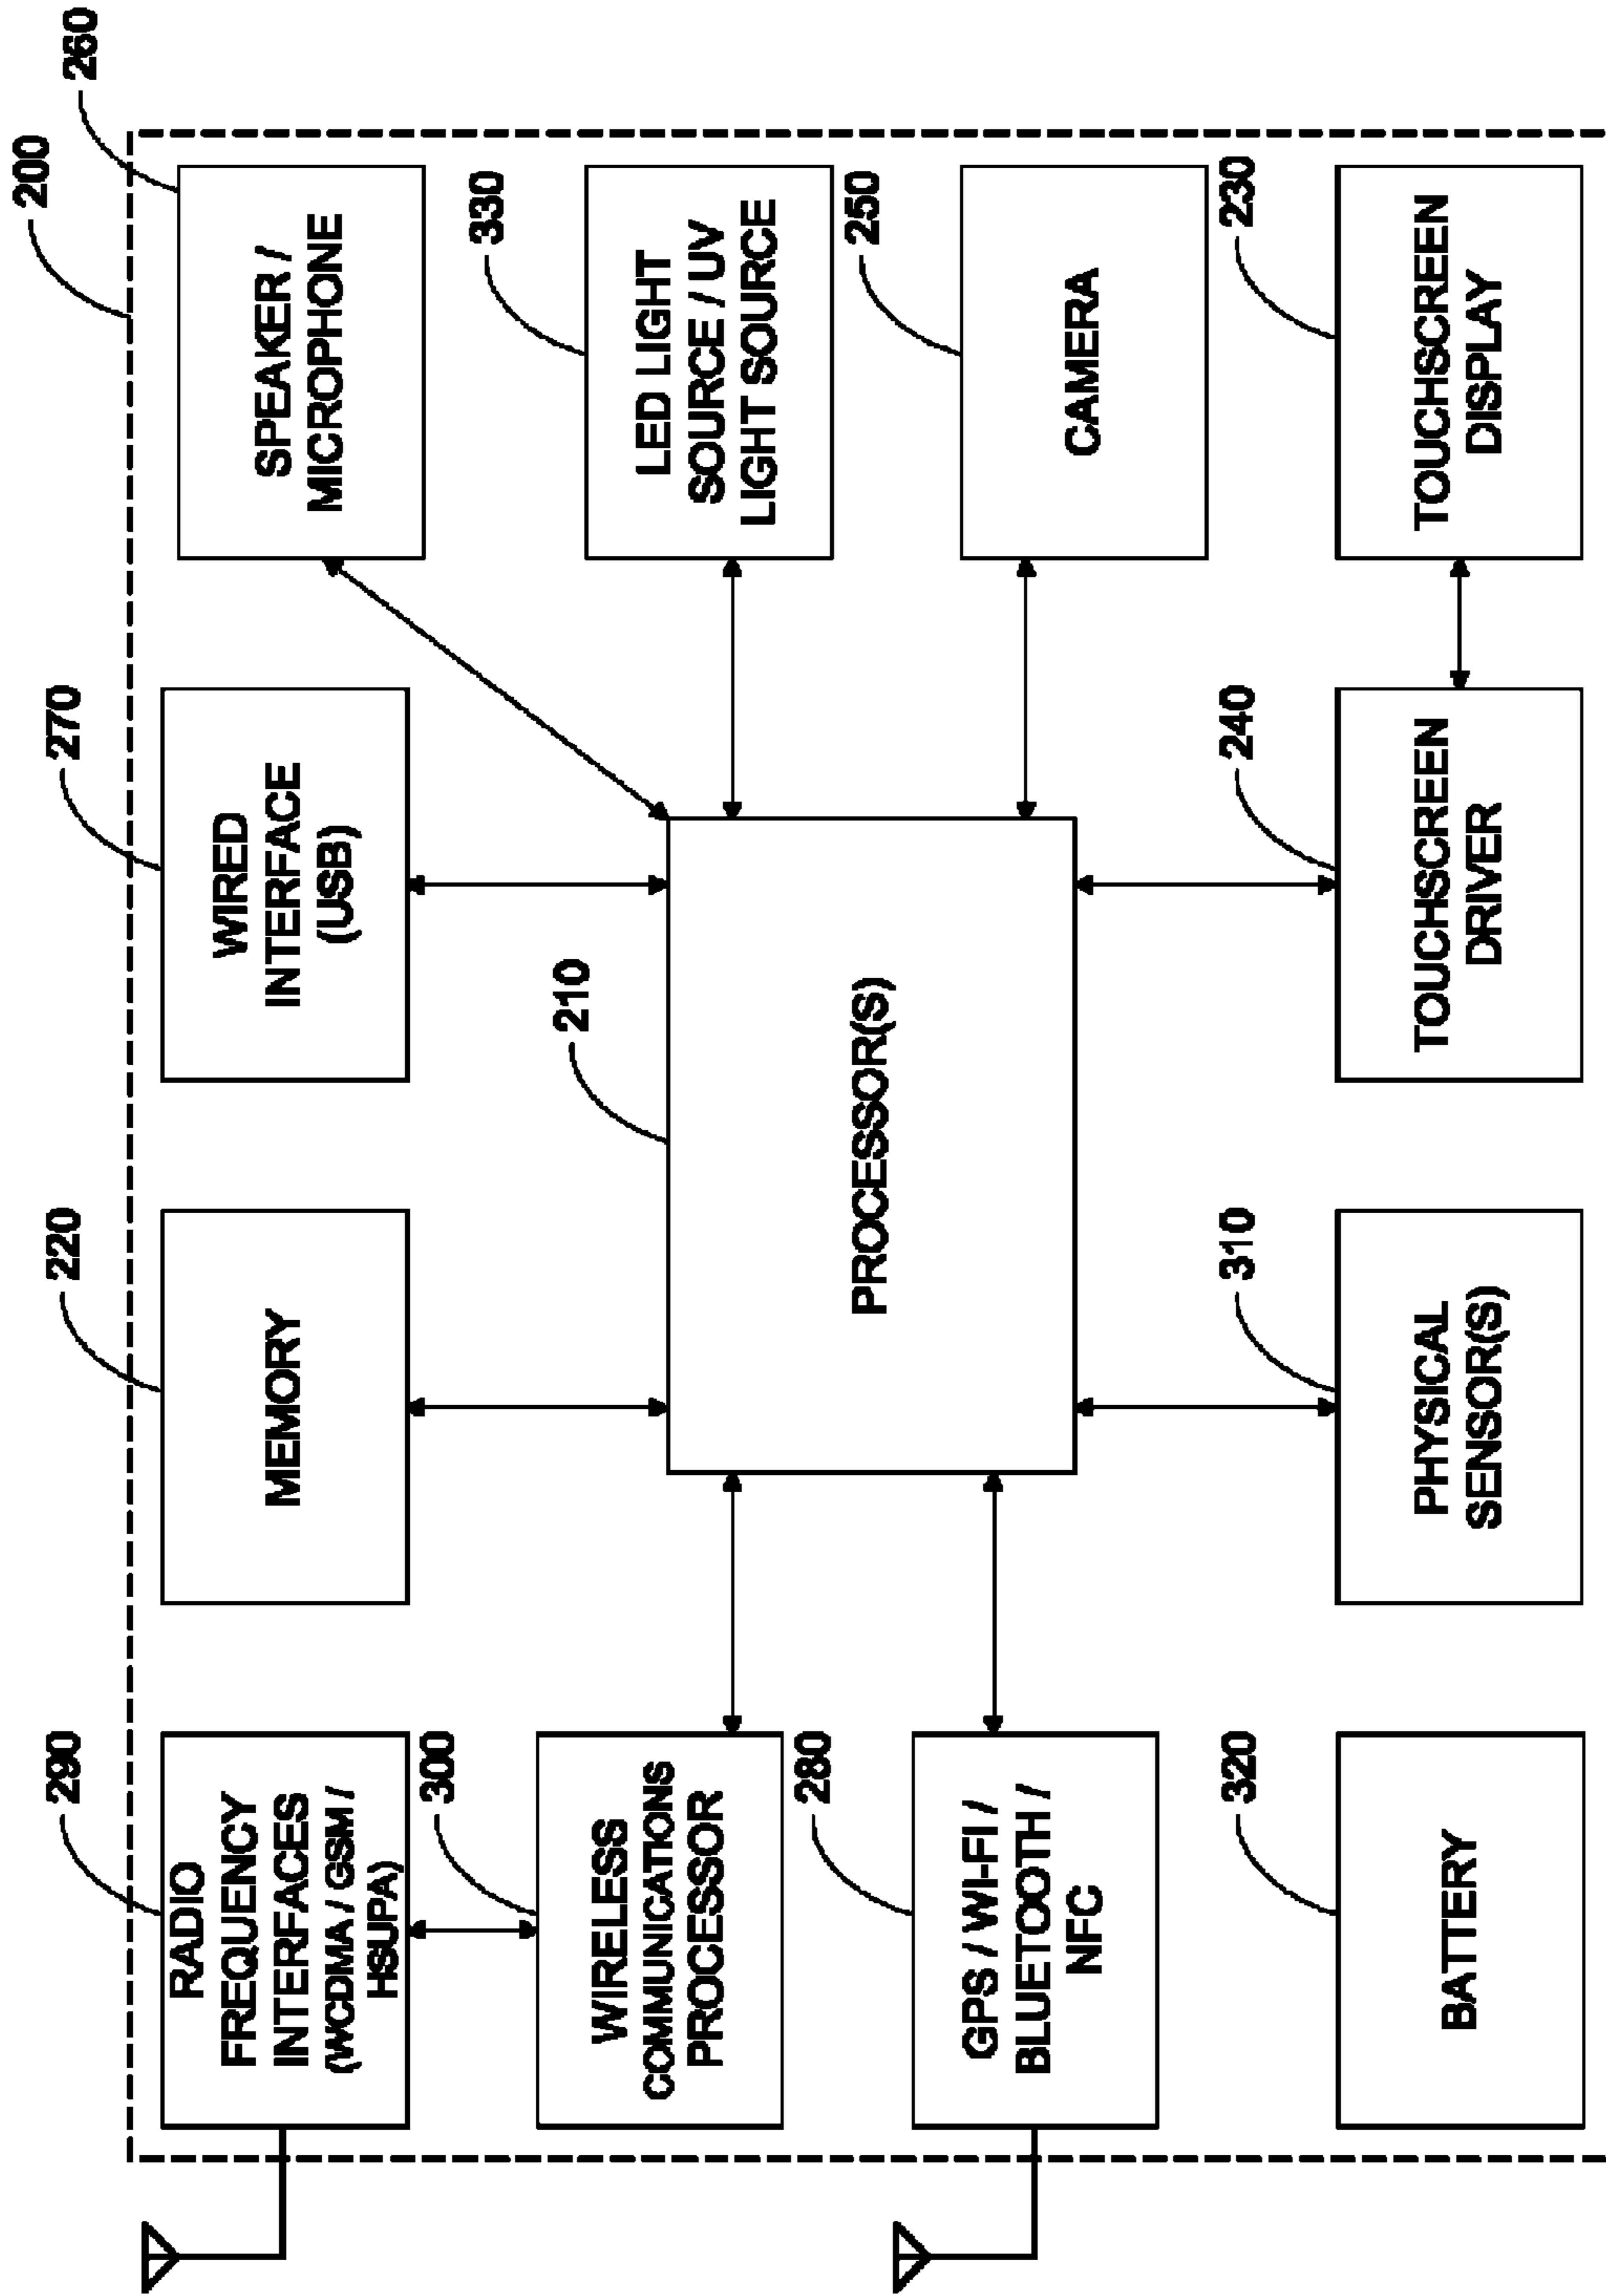 290
220
270
200
260
RADIO
FREQUENCY
INTERFACES
(WCDMA / GSM /
HSUPA)
MEMORY
WIRED
INTERFACE
(USB)
SPEAKER /
MICROPHONE
300
WIRELESS
COMMUNICATIONS
PROCESSOR
210
PROCESSOR(S)
330
LED LIGHT
SOURCE / UV
LIGHT SOURCE
280
GPS / WI-FI /
BLUETOOTH /
NFC
250
CAMERA
320
BATTERY
310
PHYSICAL
SENSOR(S)
240
TOUCHSCREEN
DRIVER
230
TOUCHSCREEN
DISPLAY